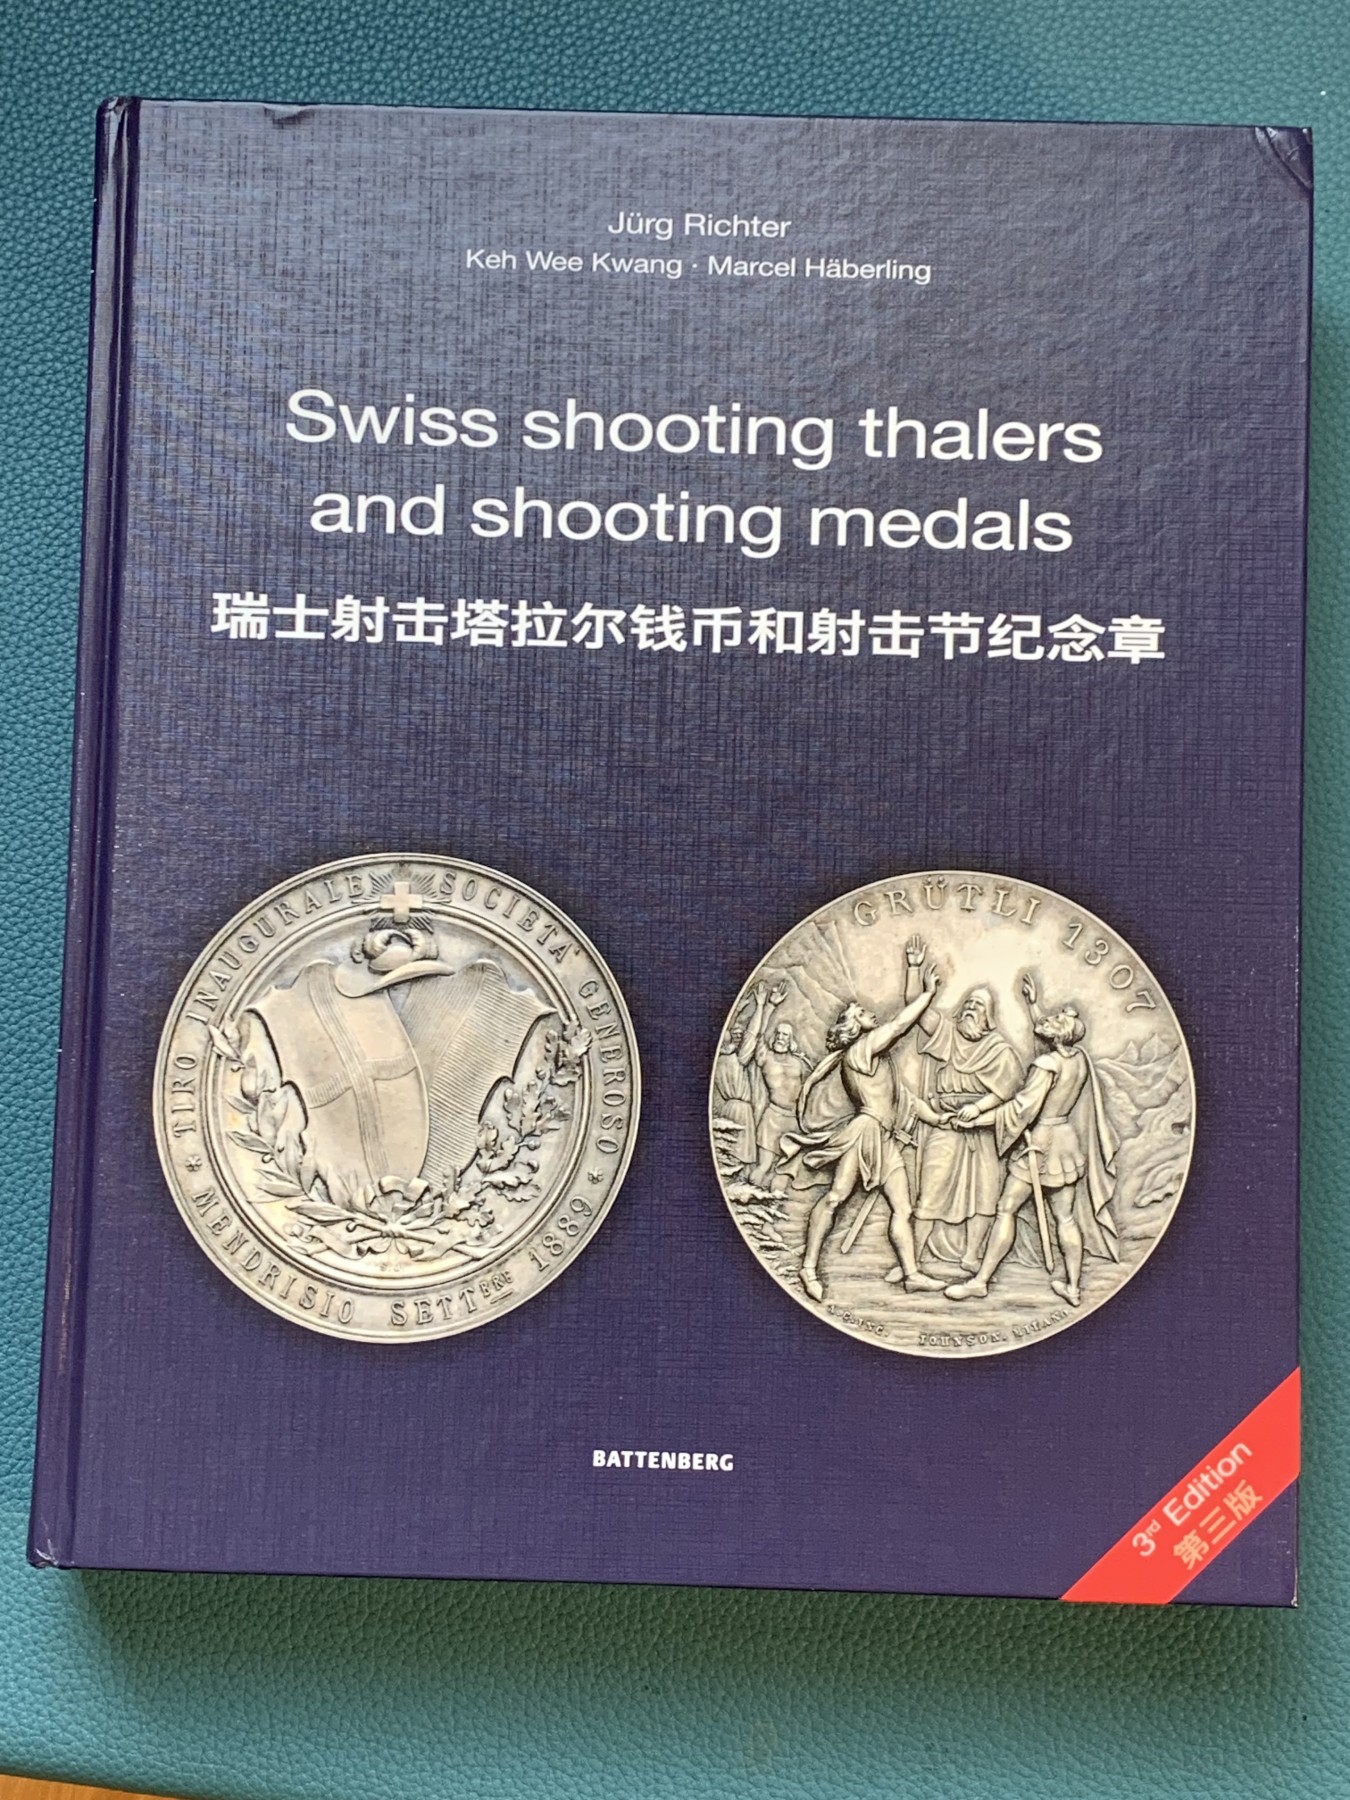 Jürg Richter
Keh Wee Kwang · Marcel Häberling
Swiss shooting thalers
and shooting medals
瑞士射击塔拉尔钱币和射击节纪念章
TIRO INAUGURALE SOCIETA' GENEROSO
* MENDRISIO SETTERE 1889 *
GRÜTLI 1307
JOHNSON. MILANO
BATTENBERG
3rd Edition
第三版